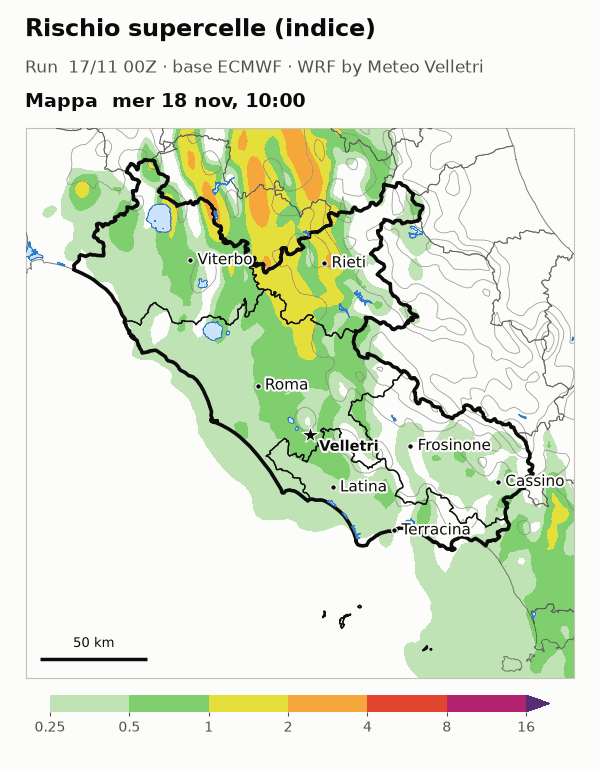 Rischio supercelle (indice)
Run  17/11 00Z · base ECMWF · WRF by Meteo Velletri
Mappa  mer 18 nov, 10:00
Viterbo
Rieti
Roma
Velletri
Frosinone
Latina
Cassino
Terracina
50 km
0.25 0.5 1 2 4 8 16